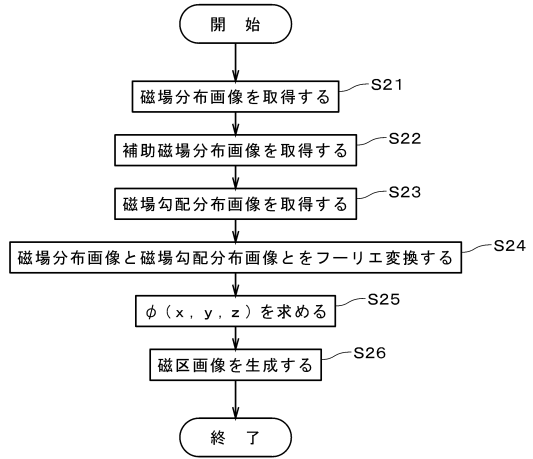 開　始
磁場分布画像を取得する
S21
補助磁場分布画像を取得する
S22
磁場勾配分布画像を取得する
S23
磁場分布画像と磁場勾配分布画像とをフーリエ変換する
S24
φ（x，y，z）を求める
S25
磁区画像を生成する
S26
終　了